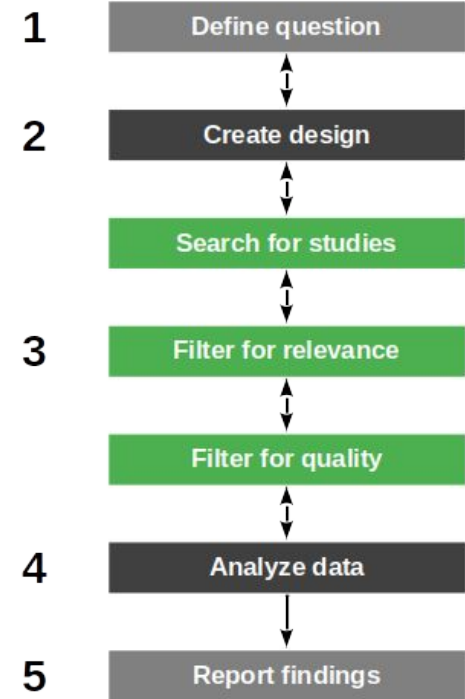 1 Define question
2 Create design
Search for studies
3 Filter for relevance
Filter for quality
4 Analyze data
5 Report findings